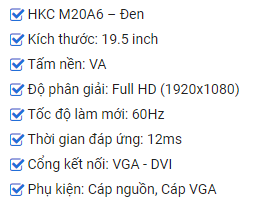 HKC M20A6 – Đen
Kích thước: 19.5 inch
Tấm nền: VA
Độ phân giải: Full HD (1920x1080)
Tốc độ làm mới: 60Hz
Thời gian đáp ứng: 12ms
Cổng kết nối: VGA - DVI
Phụ kiện: Cáp nguồn, Cáp VGA